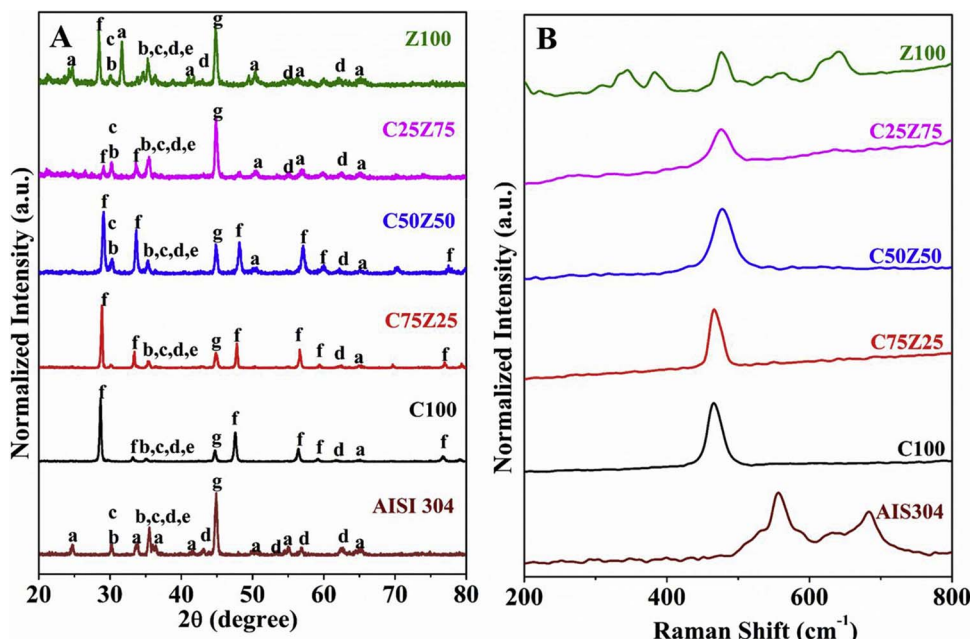 A
Z100
f
c
a
g
a
b
b,c,d,e
a
d
a
d
a
d
a
C25Z75
c
g
f
b
f
b,c,d,e
a
d
a
d
a
C50Z50
f
c
b
f
b,c,d,e
g
f
a
f
f
d
a
f
C75Z25
f
f
b,c,d,e
g
f
f
f
d
a
f
C100
f
f b,c,d,e
g
f
f
f
d
a
f
AISI 304
a
c
b
a
b,c,d,e
a
a
d
g
a
d
a
d
d
a
20 30 40 50 60 70 80
2θ (degree)
Normalized Intensity (a.u.)
B
Z100
C25Z75
C50Z50
C75Z25
C100
AIS304
200 400 600 800
Raman Shift (cm-1)
Normalized Intensity (a.u.)